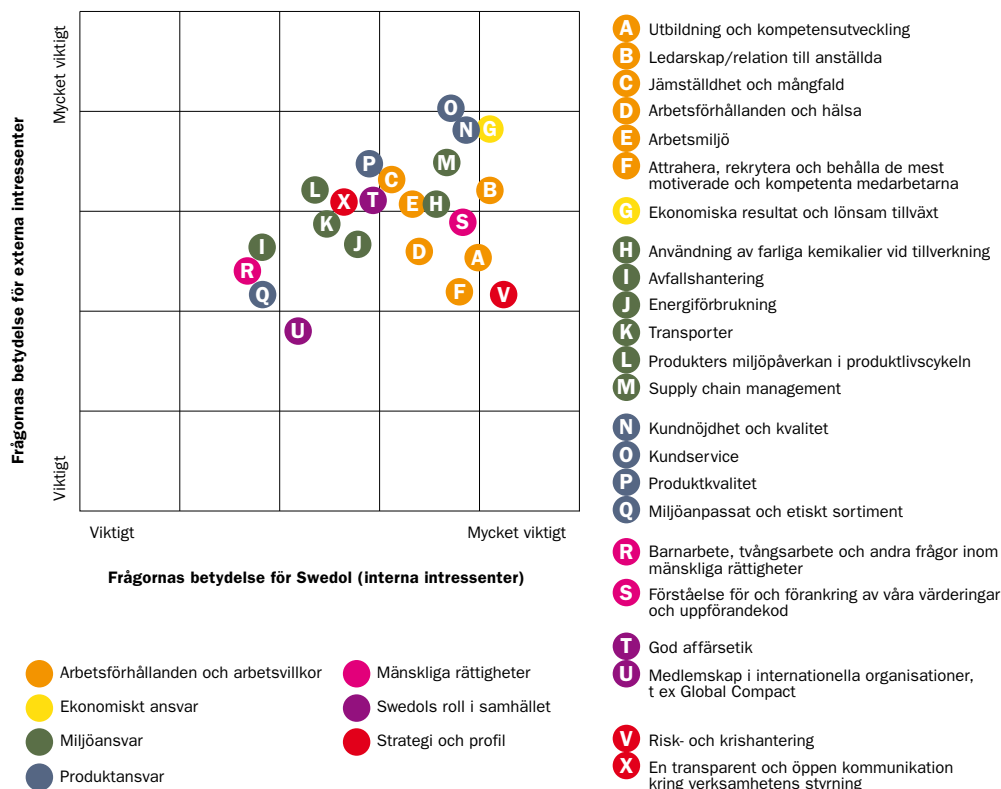 Mycket viktigt
Frågornas betydelse för externa intressenter
Viktigt
O
N
G
P
M
C
L
B
X
T
E
H
S
K
J
I
D
A
R
Q
F
V
U
Viktigt
Mycket viktigt
Frågornas betydelse för Swedol (interna intressenter)
Arbetsförhållanden och arbetsvillkor
Ekonomiskt ansvar
Miljöansvar
Produktansvar
Mänskliga rättigheter
Swedols roll i samhället
Strategi och profil
A Utbildning och kompetensutveckling
B Ledarskap/relation till anställda
C Jämställdhet och mångfald
D Arbetsförhållanden och hälsa
E Arbetsmiljö
F Attrahera, rekrytera och behålla de mest
motiverade och kompetenta medarbetarna
G Ekonomiska resultat och lönsam tillväxt
H Användning av farliga kemikalier vid tillverkning
I Avfallshantering
J Energiförbrukning
K Transporter
L Produkters miljöpåverkan i produktlivscykeln
M Supply chain management
N Kundnöjdhet och kvalitet
O Kundservice
P Produktkvalitet
Q Miljöanpassat och etiskt sortiment
R Barnarbete, tvångsarbete och andra frågor inom
mänskliga rättigheter
S Förståelse för och förankring av våra värderingar
och uppförandekod
T God affärsetik
U Medlemskap i internationella organisationer,
t ex Global Compact
V Risk- och krishantering
X En transparent och öppen kommunikation
kring verksamhetens styrning